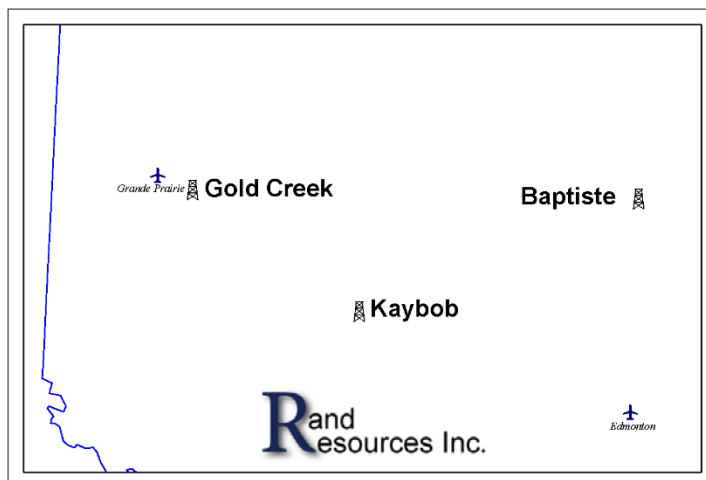 Grande Prairie
Gold Creek
Baptiste
Kaybob
Rand
Resources Inc.
Edmonton